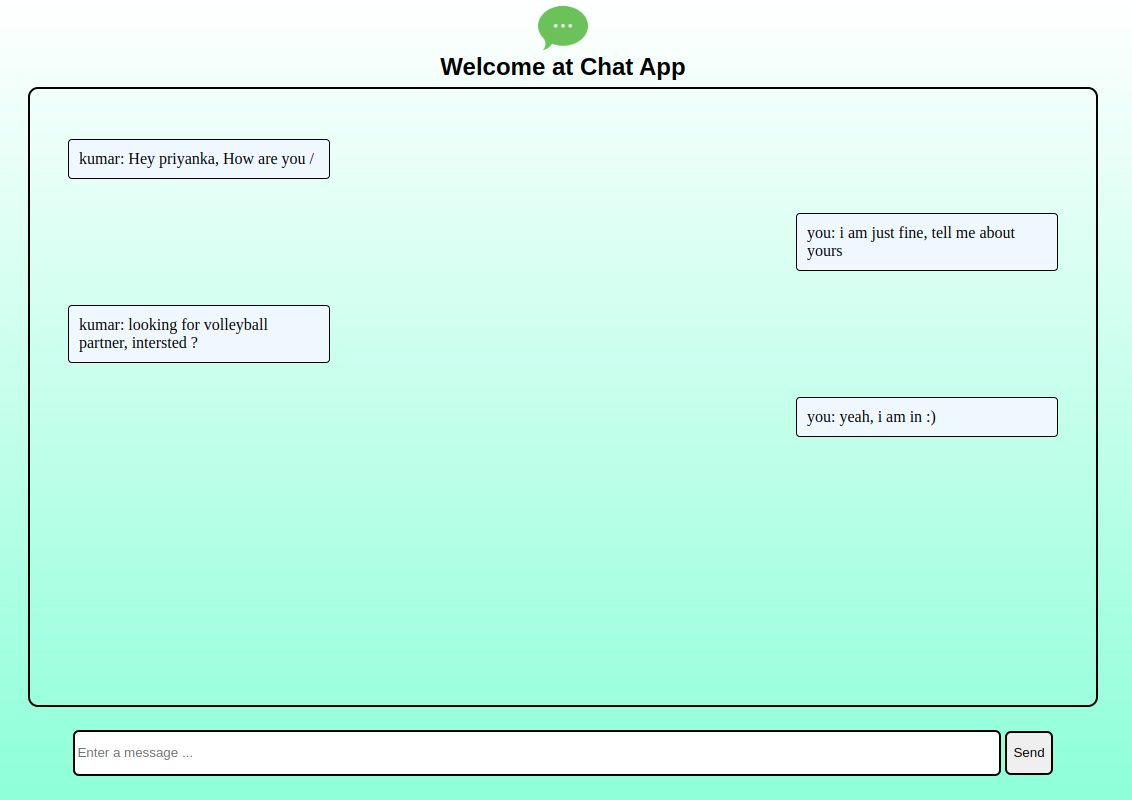 Welcome at Chat App
kumar: Hey priyanka, How are you /
you: i am just fine, tell me about
yours
kumar: looking for volleyball
partner, intersted ?
you: yeah, i am in :)
Enter a message ...
Send